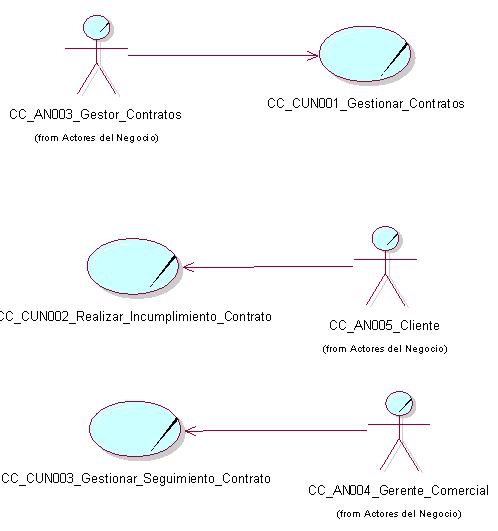 CC_AN003_Gestor_Contratos
(from Actores del Negocio)
CC_CUN001_Gestionar_Contratos
CC_CUN002_Realizar_Incumplimiento_Contrato
CC_AN005_Cliente
(from Actores del Negocio)
CC_CUN003_Gestionar_Seguimiento_Contrato
CC_AN004_Gerente_Comercial
(from Actores del Negocio)